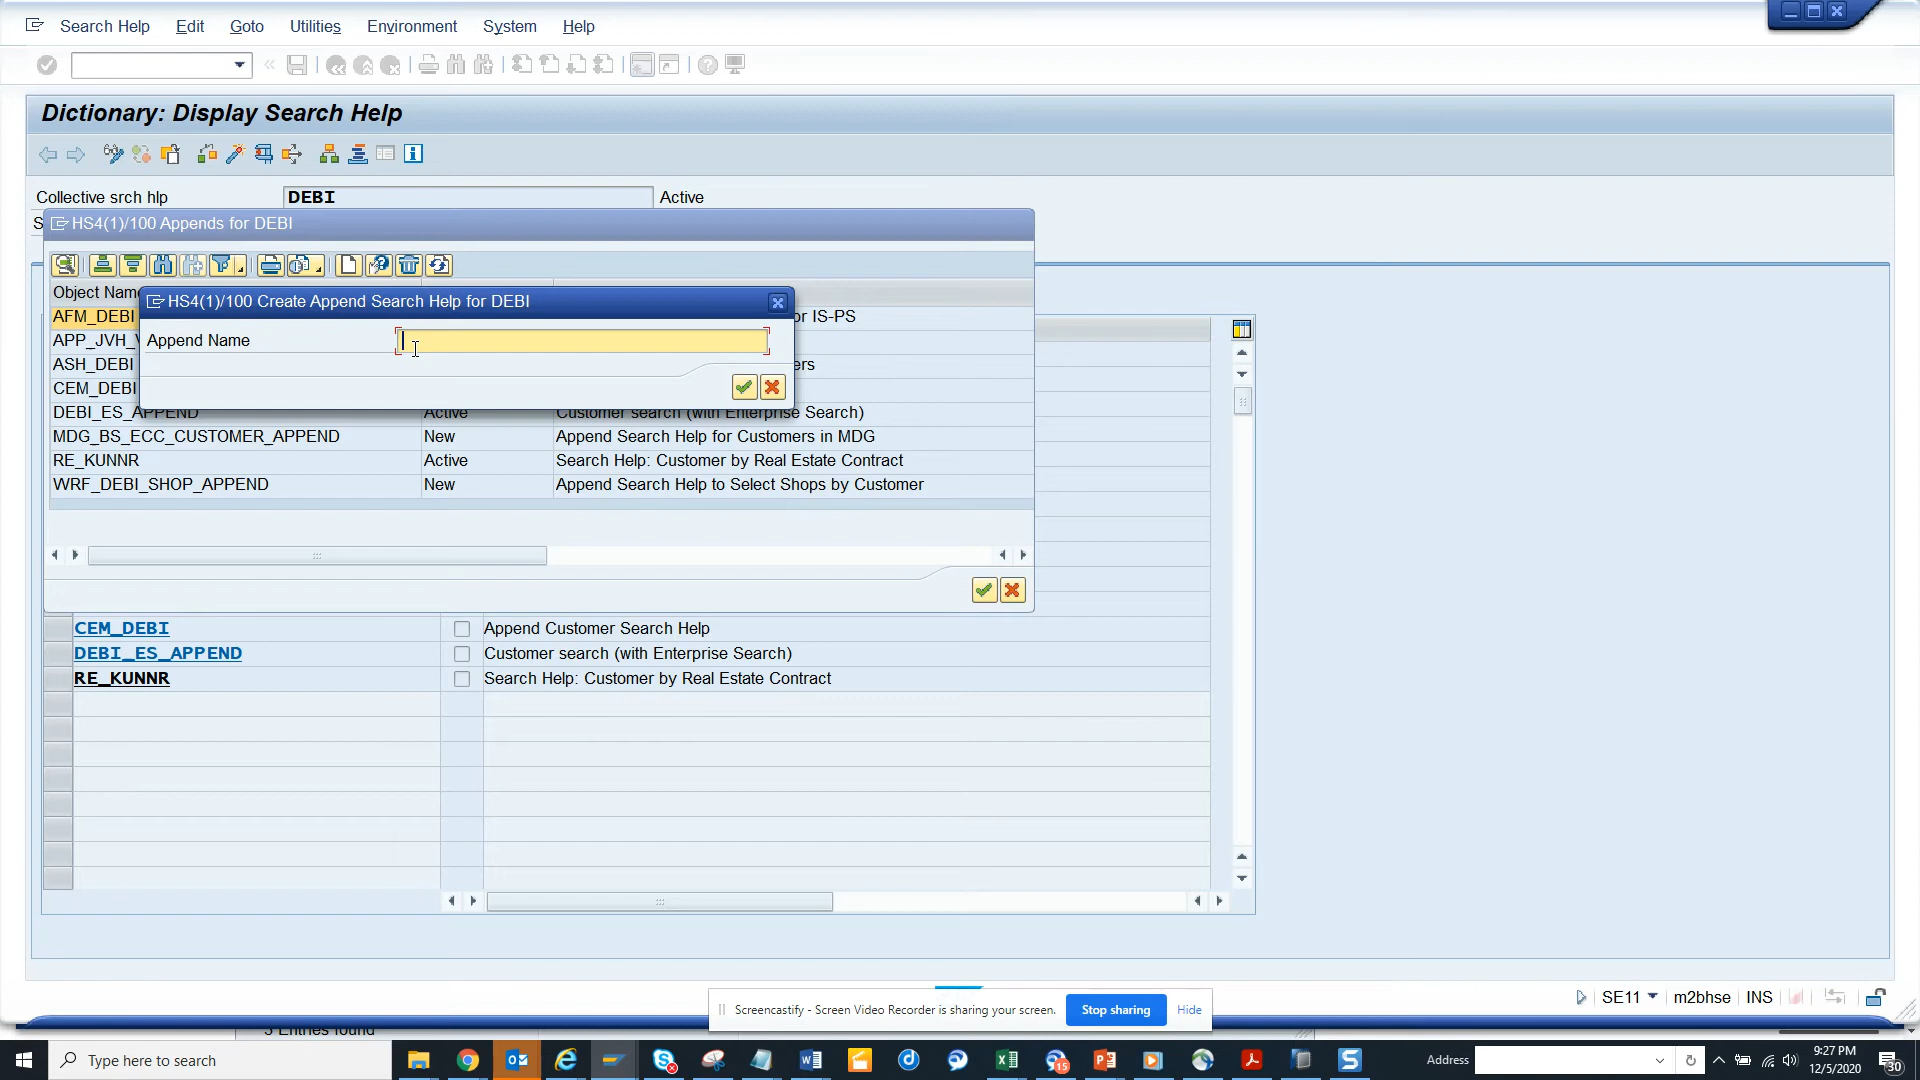 Search Help Edit Goto Utilities Environment System Help
Dictionary: Display Search Help
Collective srch hlp DEBI Active
S
HS4(1)/100 Appends for DEBI
Object Name
HS4(1)/100 Create Append Search Help for DEBI
AFM_DEBI or IS-PS
Append Name
APP_JVH_
ASH_DEBI ers
CEM_DEBI
DEBI_ES_APPEND Active Customer search (with Enterprise Search)
MDG_BS_ECC_CUSTOMER_APPEND New Append Search Help for Customers in MDG
RE_KUNNR Active Search Help: Customer by Real Estate Contract
WRF_DEBI_SHOP_APPEND New Append Search Help to Select Shops by Customer
CEM_DEBI Append Customer Search Help
DEBI_ES_APPEND Customer search (with Enterprise Search)
RE_KUNNR Search Help: Customer by Real Estate Contract
SE11 m2bhse INS
Screencastify - Screen Video Recorder is sharing your screen. Stop sharing Hide
5 Entries found
Type here to search
15
Address
9:27 PM
12/5/2020
30